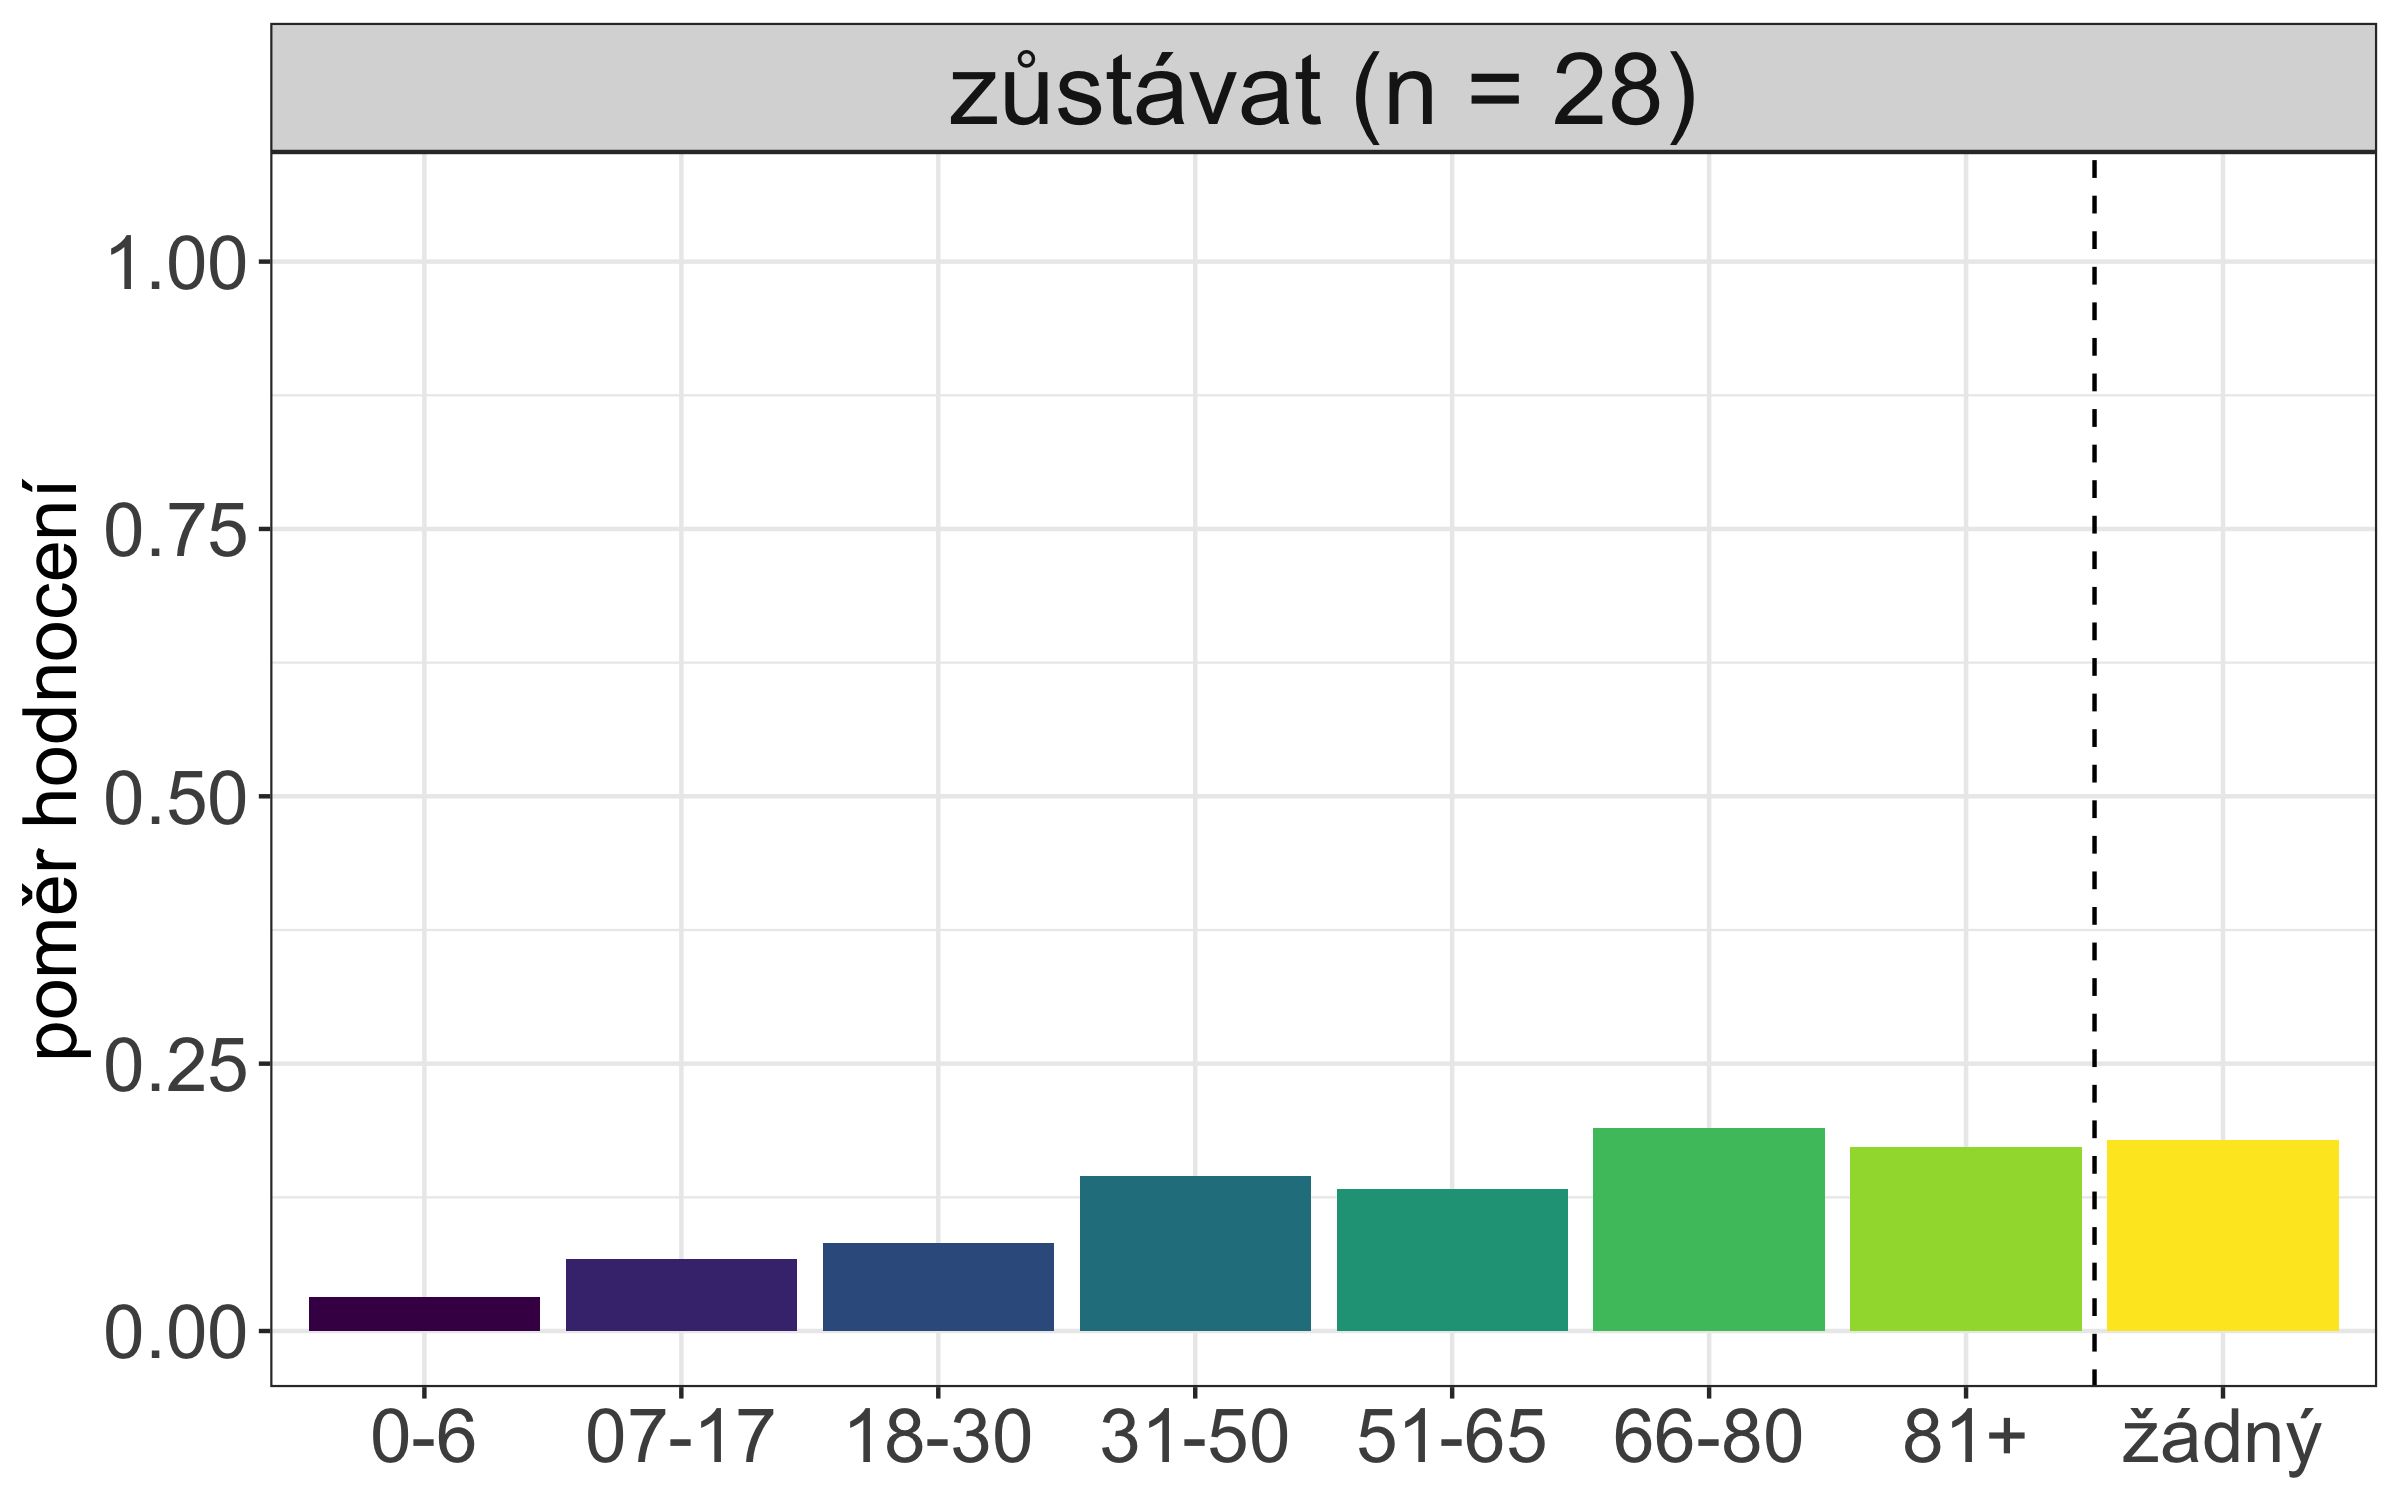 zůstávat (n = 28)
poměr hodnocení
1.00
0.75
0.50
0.25
0.00
0-6 07-17 18-30 31-50 51-65 66-80 81+ žádný